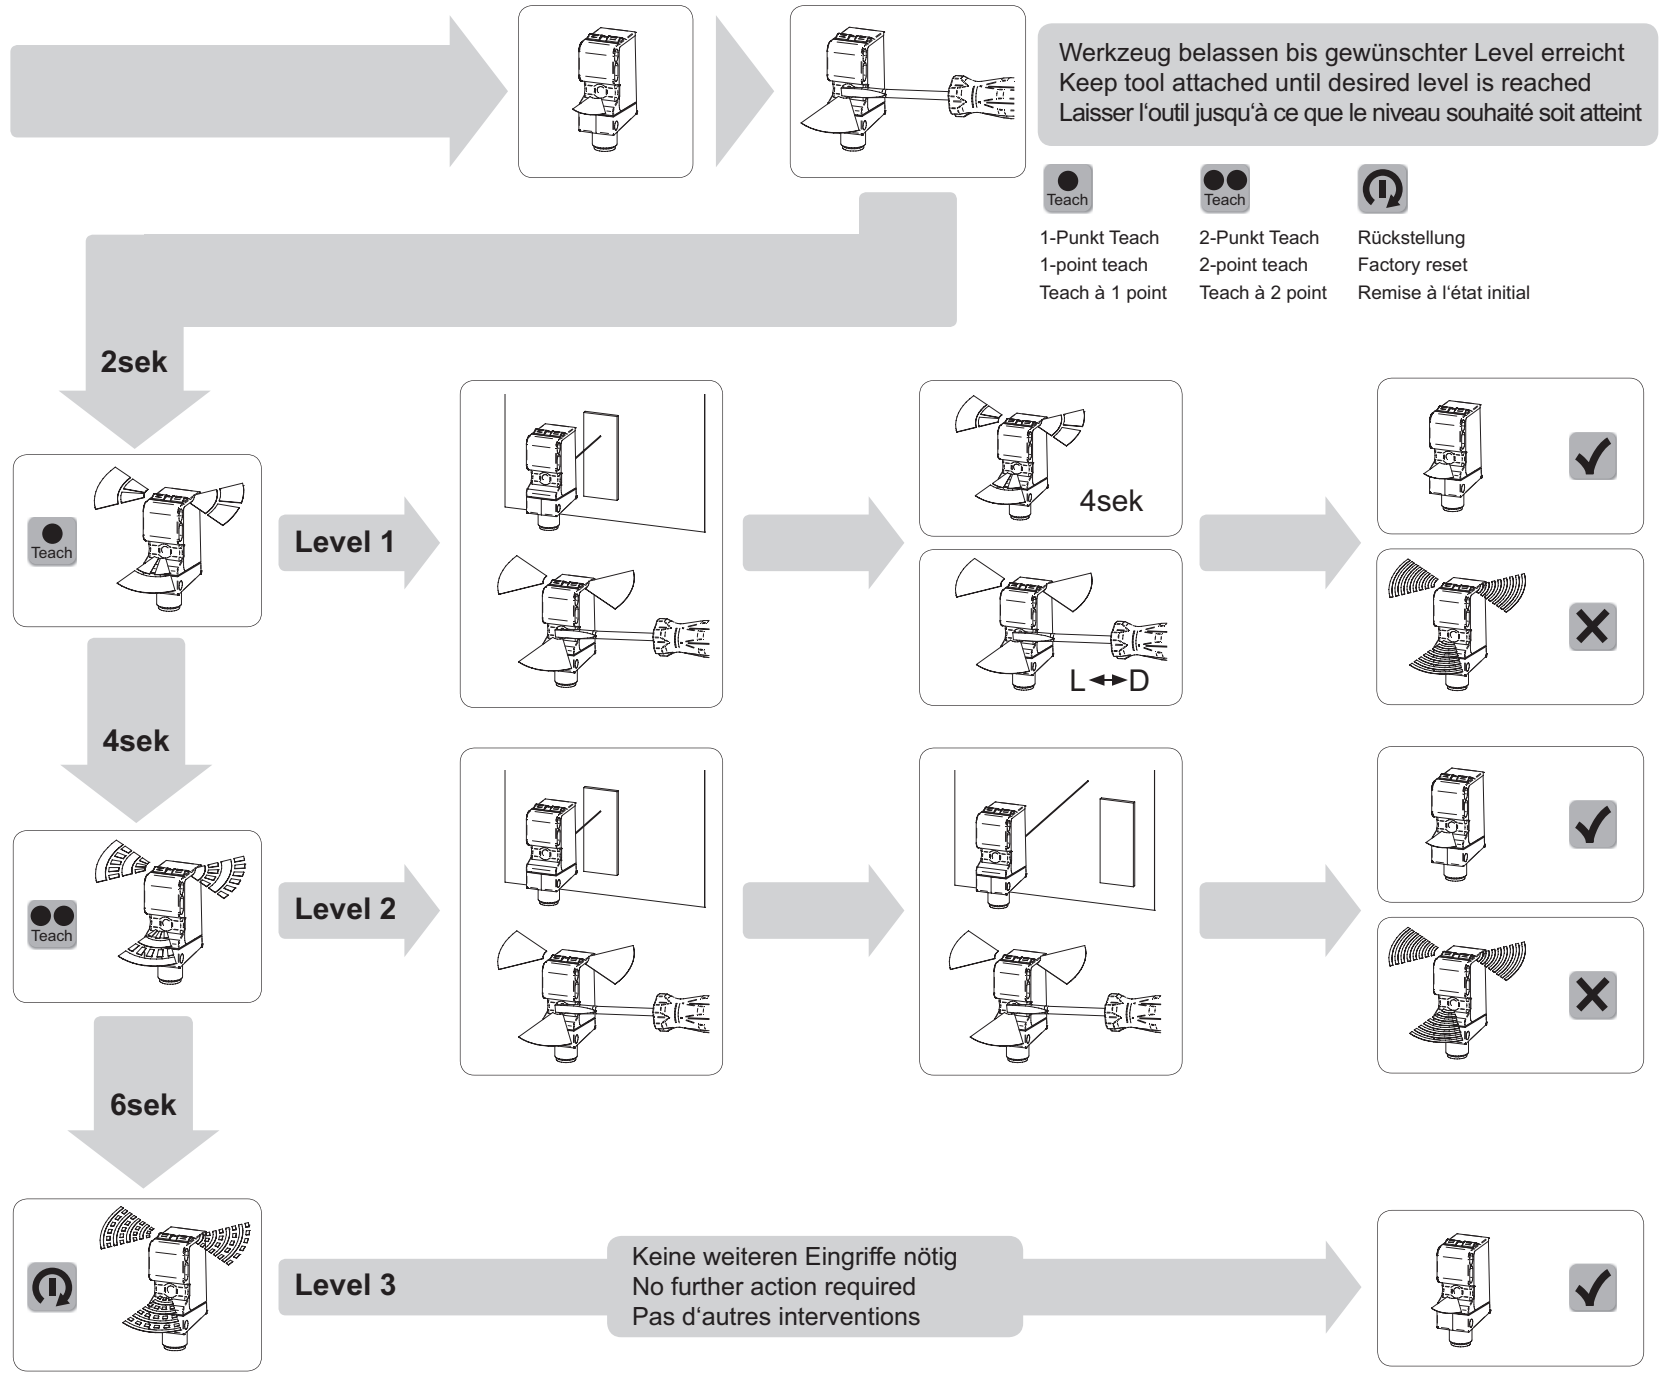 Werkzeug belassen bis gewünschter Level erreicht
Keep tool attached until desired level is reached
Laisser l‘outil jusqu‘à ce que le niveau souhaité soit atteint
Teach
Teach
1-Punkt Teach
1-point teach
Teach à 1 point
2-Punkt Teach
2-point teach
Teach à 2 point
Rückstellung
Factory reset
Remise à l‘état initial
2sek
Teach
Level 1
4sek
L D
4sek
Teach
Level 2
6sek
Level 3
Keine weiteren Eingriffe nötig
No further action required
Pas d‘autres interventions